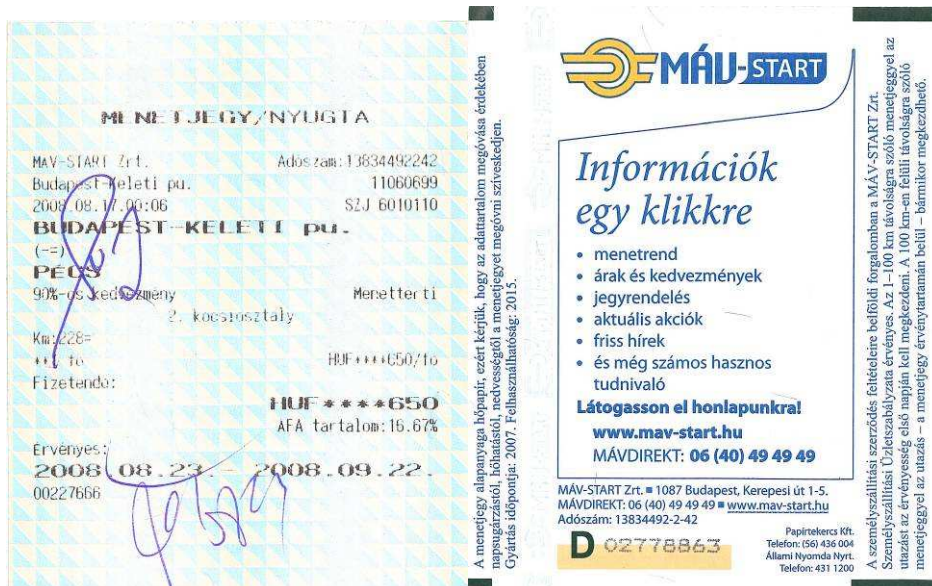 MENETJEGY/NYUGTA
MAV-START Zrt. Adószám:13834492242
Budapest-Keleti pu. 11060699
2008.08.17.00:06 SZJ 6010110
BUDAPEST-KELETI pu.
(-=)
PÉCS
90%-os kedvezmény Menettérti
2. kocsiosztály
Km:228=
fő HUF****650/fő
Fizetendő:
HUF****650
ÁFA tartalom:16.67%
Érvényes:
2008.08.23. - 2008.09.22.
00227666
A menetjegy alapanyaga hőpapír, ezért kérjük, hogy az adattartalom megóvása érdekében
napsugárzástól, hőhatástól, nedvességtől a menetjegyet megóvni szíveskedjen.
Gyártás időpontja: 2007. Felhasználhatóság: 2015.
MÁV-START
Információk
egy klikkre
• menetrend
• árak és kedvezmények
• jegyrendelés
• aktuális akciók
• friss hírek
• és még számos hasznos
tudnivaló
Látogasson el honlapunkra!
www.mav-start.hu
MÁVDIREKT: 06 (40) 49 49 49
MÁV-START Zrt. ■ 1087 Budapest, Kerepesi út 1-5.
MÁVDIREKT: 06 (40) 49 49 49 ■ www.mav-start.hu
Adószám: 13834492-2-42
D 02778863
Papírtekercs Kft.
Telefon: (56) 436 004
Állami Nyomda Nyrt.
Telefon: 431 1200
A személyszállítási szerződés feltételeire belföldi forgalomban a MÁV-START Zrt.
Személyszállítási Üzletszabályzata érvényes. Az 1–100 km távolságra szóló menetjeggyel az
utazást az érvényesség első napján kell megkezdeni. A 100 km-en felüli távolságra szóló
menetjeggyel az utazás – a menetjegy érvénytartamán belül – bármikor megkezdhető.